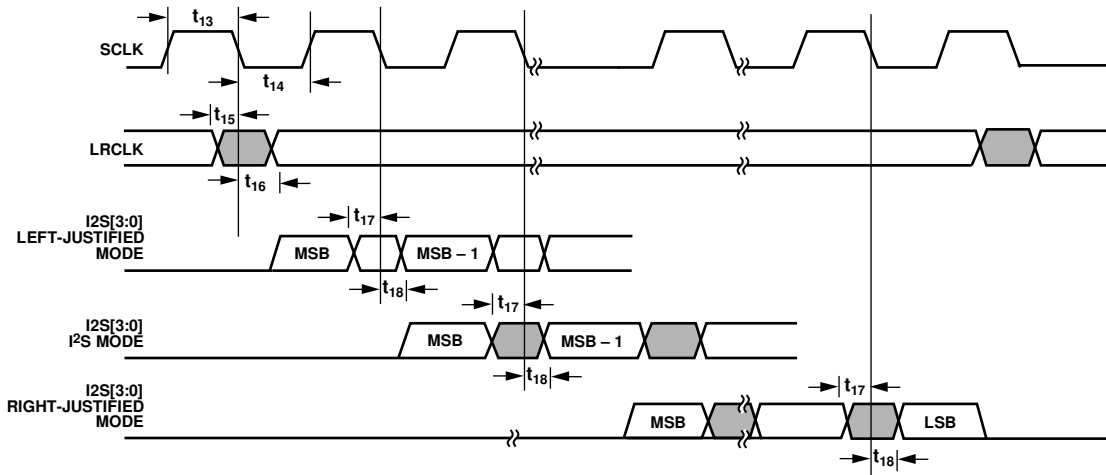 t13
SCLK
t14
t15
LRCLK
t16
I2S[3:0]
LEFT-JUSTIFIED
MODE
t17
MSB
MSB – 1
t18
I2S[3:0]
I2S MODE
t17
MSB
MSB – 1
t18
I2S[3:0]
RIGHT-JUSTIFIED
MODE
t17
MSB
LSB
t18